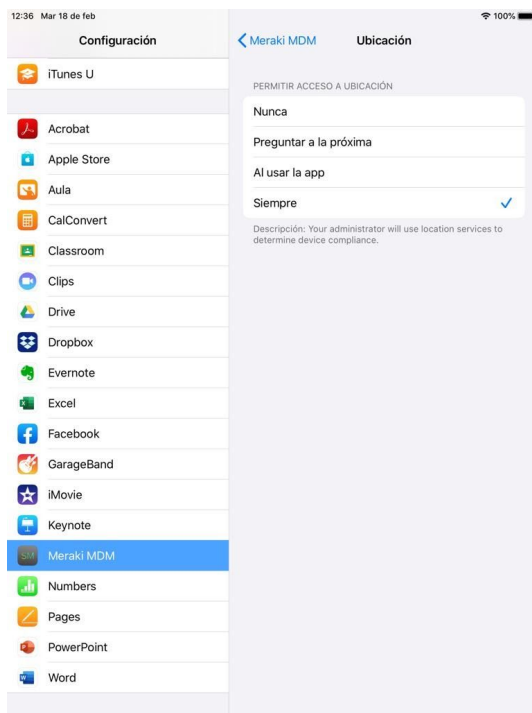 12:36 Mar 18 de feb
100%
Configuración
iTunes U
Acrobat
Apple Store
Aula
CalConvert
Classroom
Clips
Drive
Dropbox
Evernote
Excel
Facebook
GarageBand
iMovie
Keynote
SM Meraki MDM
Numbers
Pages
PowerPoint
Word
Meraki MDM
Ubicación
PERMITIR ACCESO A UBICACIÓN
Nunca
Preguntar a la próxima
Al usar la app
Siempre
Descripción: Your administrator will use location services to
determine device compliance.